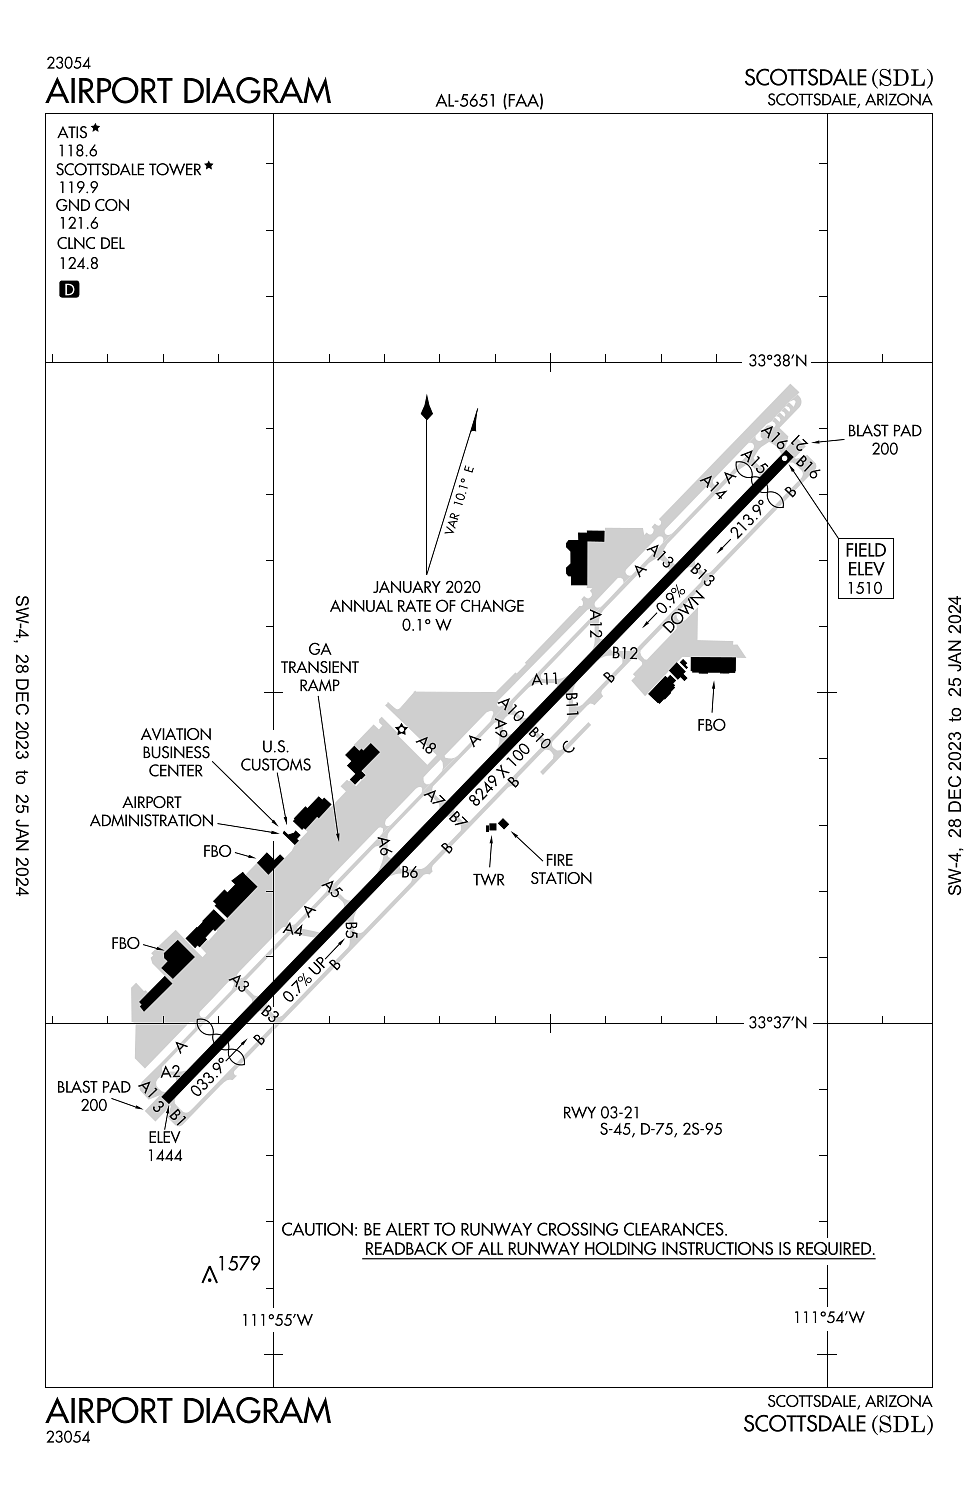 23054
AIRPORT DIAGRAM
AL-5651 (FAA)
SCOTTSDALE (SDL)
SCOTTSDALE, ARIZONA
ATIS ★
118.6
SCOTTSDALE TOWER ★
119.9
GND CON
121.6
CLNC DEL
124.8
D
33°38'N
VAR 10.1° E
JANUARY 2020
ANNUAL RATE OF CHANGE
0.1° W
BLAST PAD
200
A16
21
B16
A15
A
A14
B
213.9°
FIELD
ELEV
1510
A13
A
B13
0.9%
DOWN
A12
B12
GA
TRANSIENT
RAMP
A11
B
B11
FBO
A10
A9
B10
A8
A
C
8249 X 100
B
AVIATION
BUSINESS
CENTER
U.S.
CUSTOMS
AIRPORT
ADMINISTRATION
FBO
A7
B7
A6
B
B6
TWR
FIRE
STATION
A5
A
A4
B5
FBO
B
0.7% UP
A3
B3
33°37'N
A
B
033.9°
A2
A1
3
B1
BLAST PAD
200
ELEV
1444
RWY 03-21
S-45, D-75, 2S-95
CAUTION: BE ALERT TO RUNWAY CROSSING CLEARANCES.
READBACK OF ALL RUNWAY HOLDING INSTRUCTIONS IS REQUIRED.
1579
111°55'W
111°54'W
SW-4, 28 DEC 2023 to 25 JAN 2024
SW-4, 28 DEC 2023 to 25 JAN 2024
AIRPORT DIAGRAM
23054
SCOTTSDALE, ARIZONA
SCOTTSDALE (SDL)